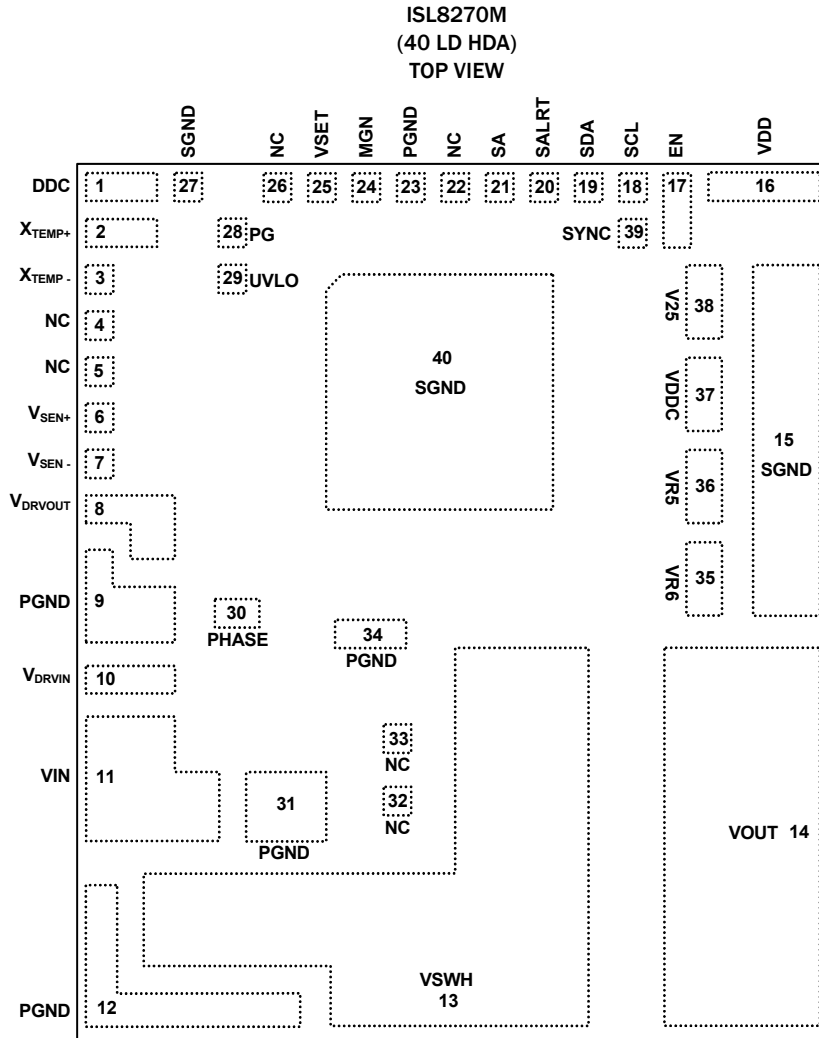 ISL8270M
(40 LD HDA)
TOP VIEW
SGND
NC
VSET
MGN
PGND
NC
SA
SALRT
SDA
SCL
EN
VDD
DDC 1 27 26 25 24 23 22 21 20 19 18 17 16
XTEMP+ 2 28 PG SYNC 39
XTEMP - 3 29 UVLO
V25 38
NC 4
40
SGND
NC 5
VDDC 37
VSEN+ 6
15
SGND
VSEN - 7
VR5 36
VDRVOUT 8
VR6 35
PGND 9
30
PHASE
34
PGND
VDRVIN 10
33
NC
VIN 11
31
PGND
32
NC
VOUT 14
VSWH
13
PGND 12